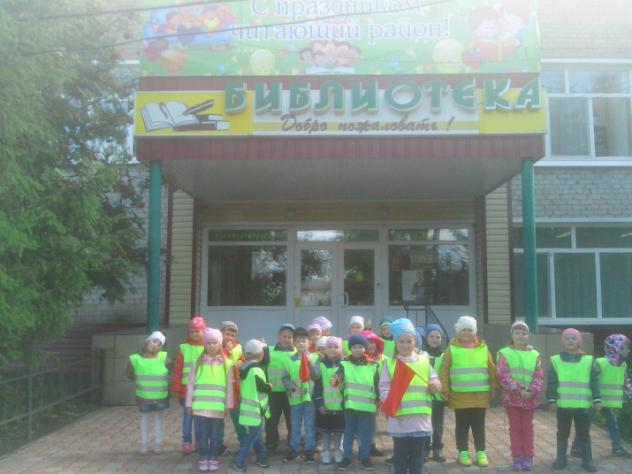 С праздником,
читающий район!
БИБЛИОТЕКА
Добро пожаловать!